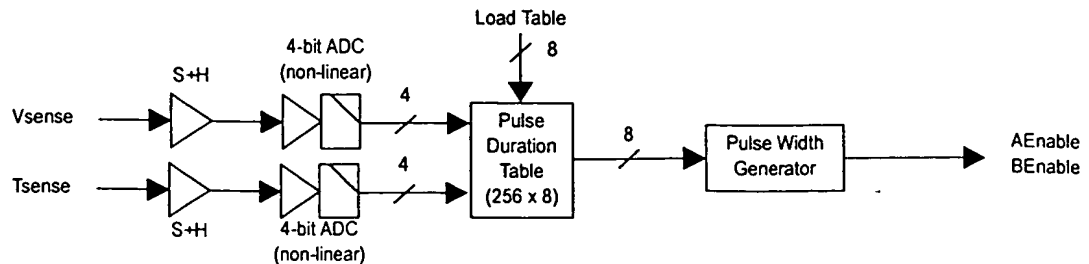 Load Table
8
4-bit ADC
(non-linear)
S+H
Vsense
4
Pulse
Duration
Table
(256 x 8)
8
Pulse Width
Generator
AEnable
BEnable
Tsense
4
S+H
4-bit ADC
(non-linear)